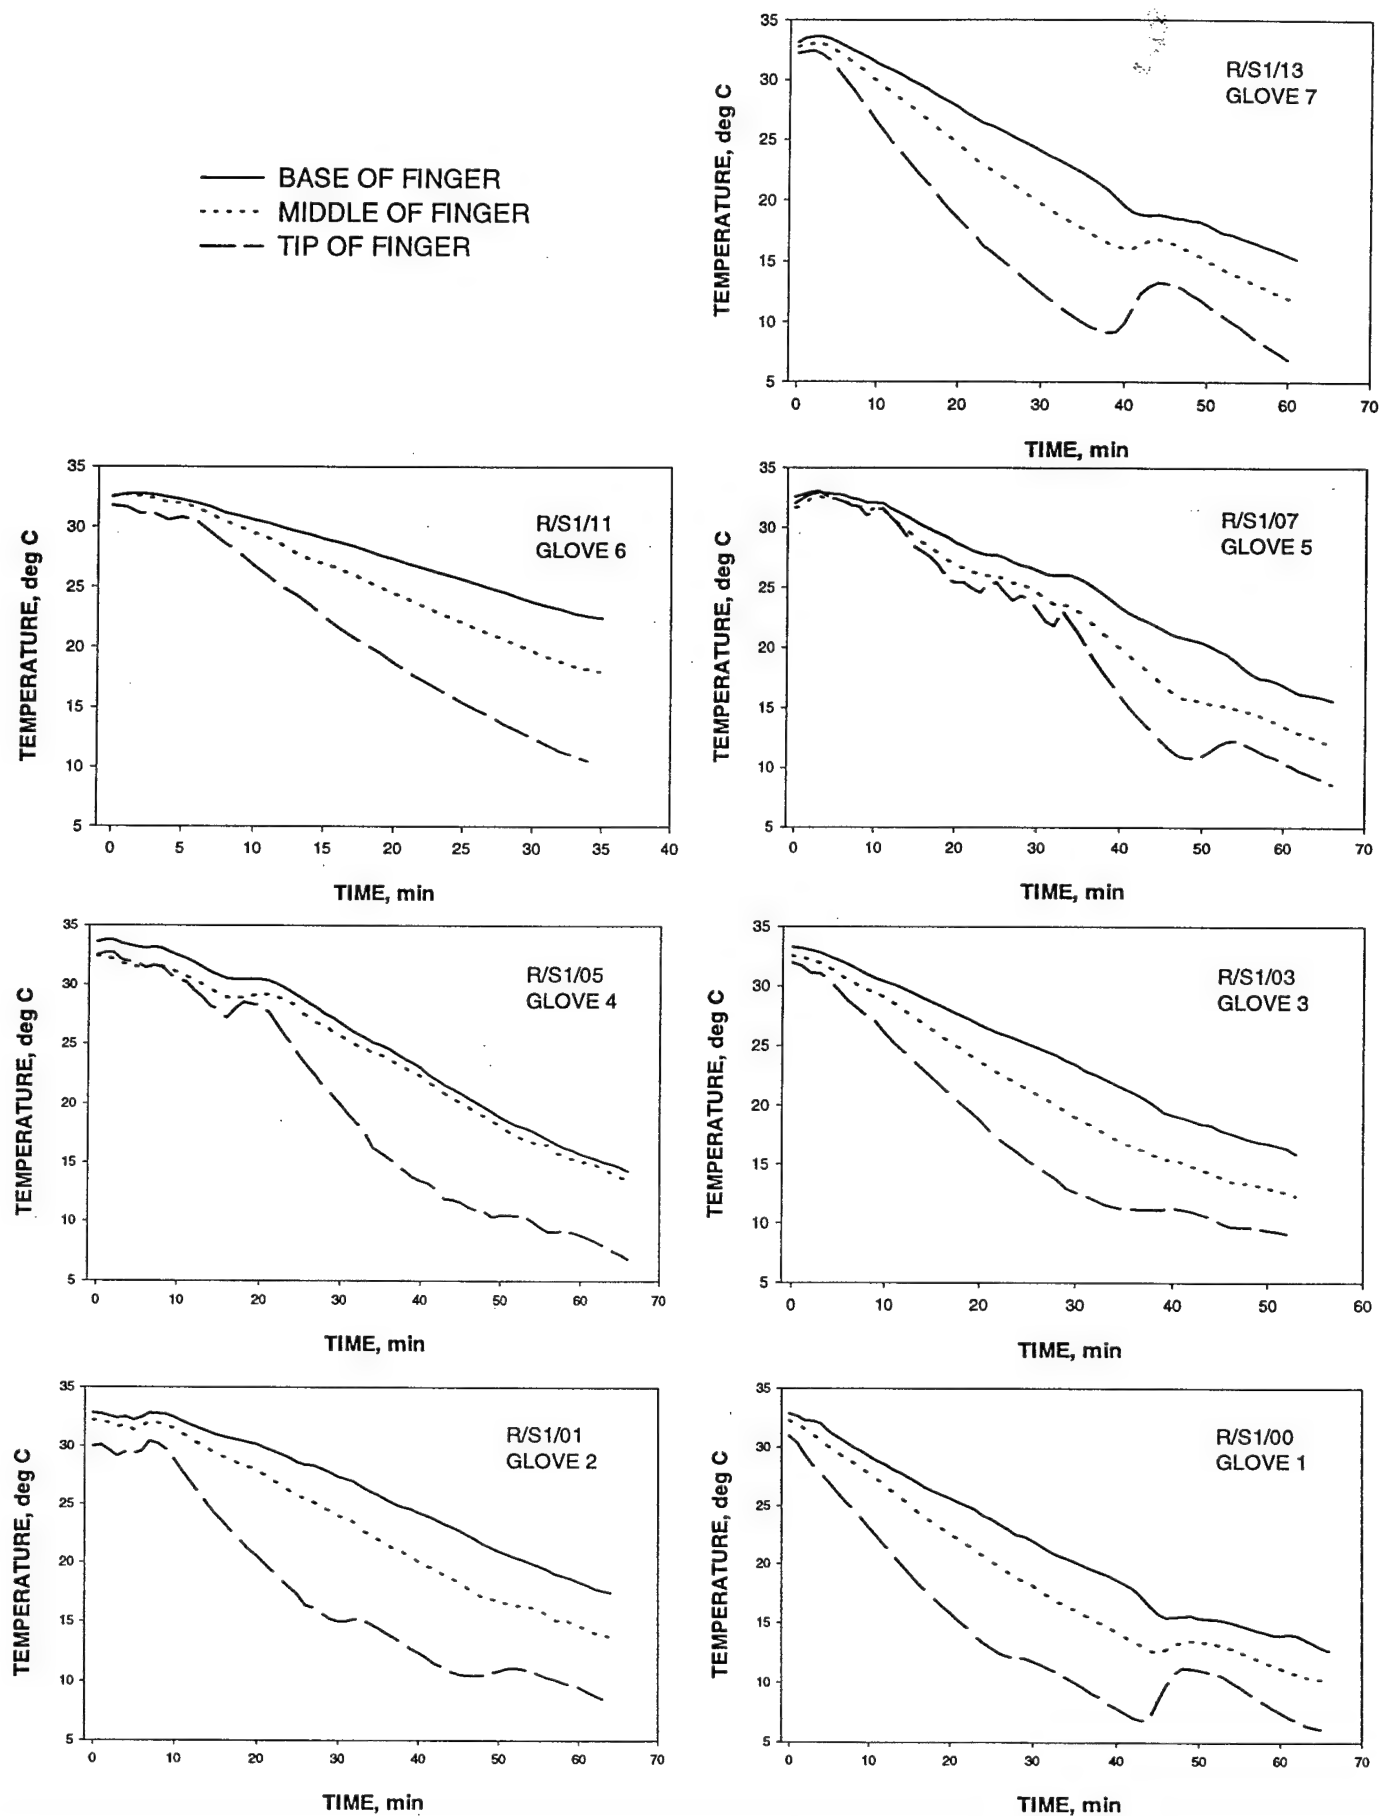 BASE OF FINGER
MIDDLE OF FINGER
TIP OF FINGER
TEMPERATURE, deg C
35
30
25
20
15
10
5
R/S1/13
GLOVE 7
0 10 20 30 40 50 60 70
TIME, min
TEMPERATURE, deg C
35
30
25
20
15
10
5
R/S1/11
GLOVE 6
0 5 10 15 20 25 30 35 40
TIME, min
TEMPERATURE, deg C
35
30
25
20
15
10
5
R/S1/07
GLOVE 5
0 10 20 30 40 50 60 70
TIME, min
TEMPERATURE, deg C
35
30
25
20
15
10
5
R/S1/05
GLOVE 4
0 10 20 30 40 50 60 70
TIME, min
TEMPERATURE, deg C
35
30
25
20
15
10
5
R/S1/03
GLOVE 3
0 10 20 30 40 50 60
TIME, min
TEMPERATURE, deg C
35
30
25
20
15
10
5
R/S1/01
GLOVE 2
0 10 20 30 40 50 60 70
TIME, min
TEMPERATURE, deg C
35
30
25
20
15
10
5
R/S1/00
GLOVE 1
0 10 20 30 40 50 60 70
TIME, min